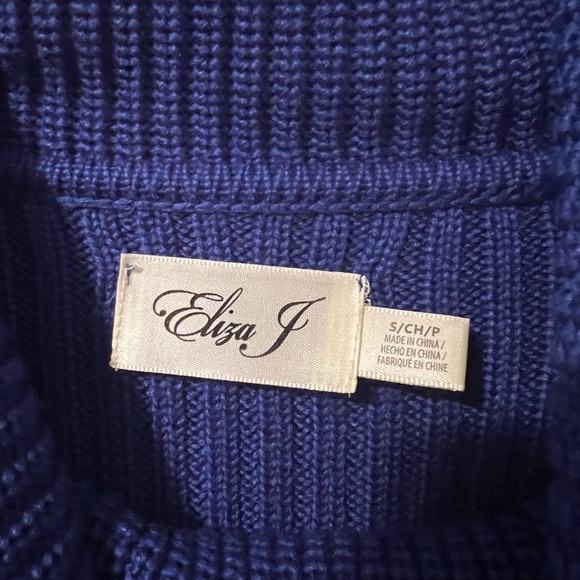 Eliza J
S/CH/P
MADE IN CHINA /
HECHO EN CHINA /
FABRIQUÉ EN CHINE